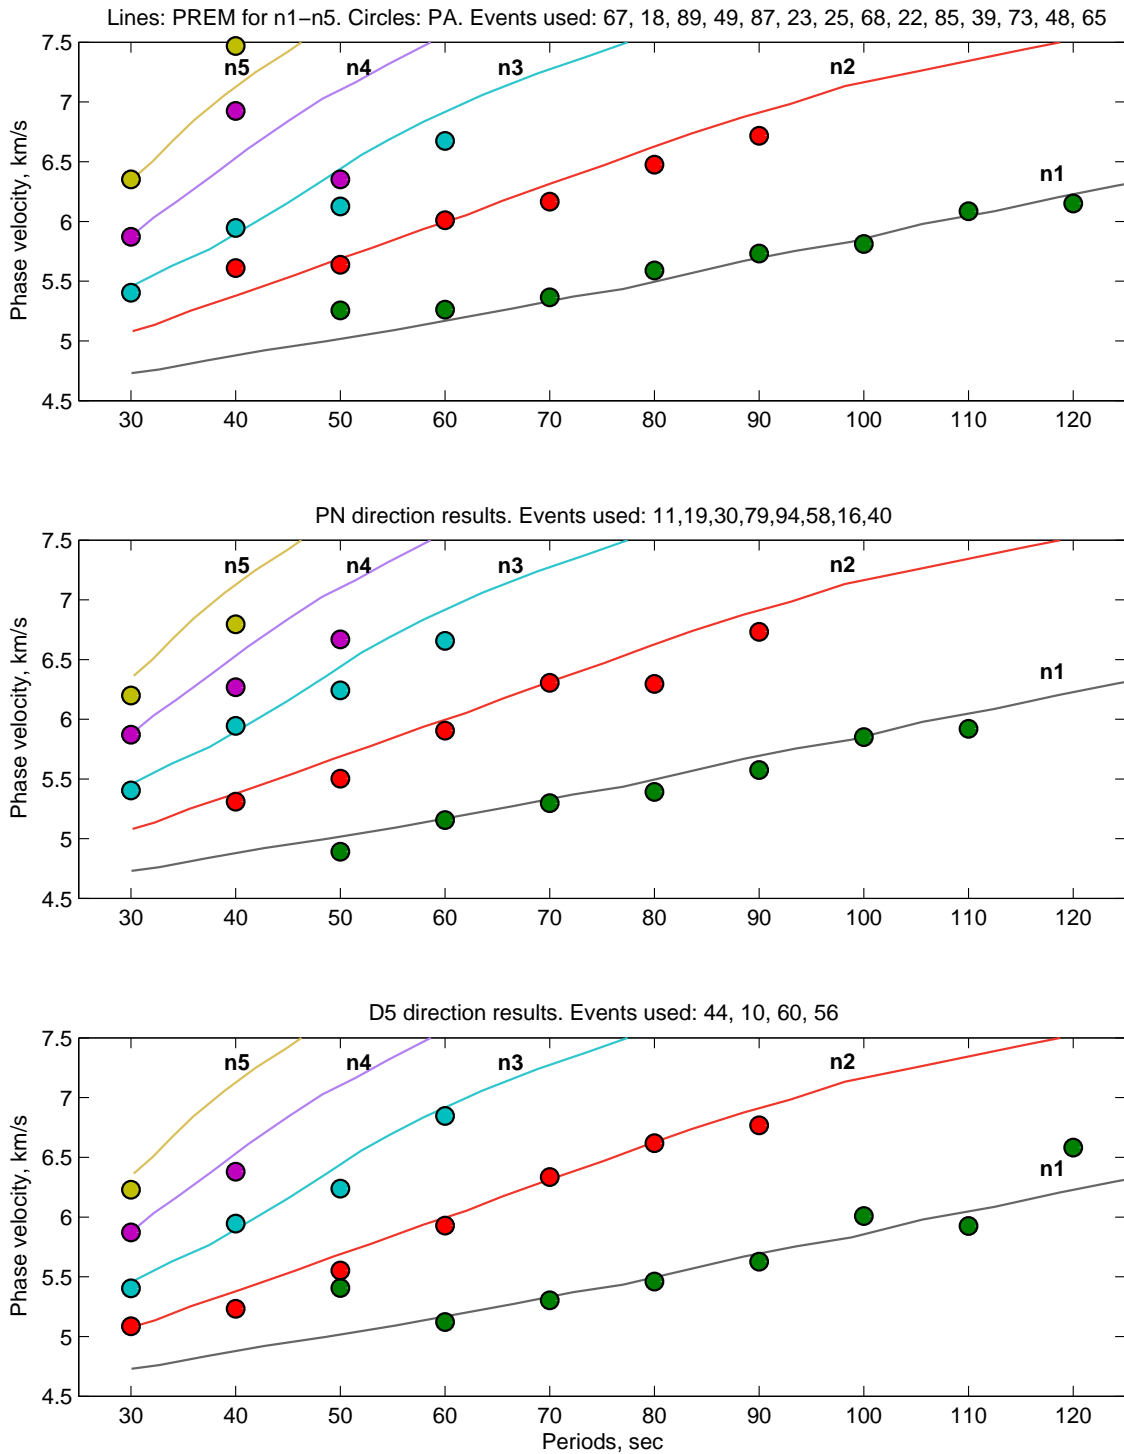 Lines: PREM for n1−n5. Circles: PA. Events used: 67, 18, 89, 49, 87, 23, 25, 68, 22, 85, 39, 73, 48, 65
7.5
n5 n4 n3 n2
7
6.5
n1
6
5.5
5
4.5
Phase velocity, km/s
30 40 50 60 70 80 90 100 110 120
PN direction results. Events used: 11,19,30,79,94,58,16,40
7.5
n5 n4 n3 n2
7
6.5
n1
6
5.5
5
4.5
Phase velocity, km/s
30 40 50 60 70 80 90 100 110 120
D5 direction results. Events used: 44, 10, 60, 56
7.5
n5 n4 n3 n2
7
6.5
n1
6
5.5
5
4.5
Phase velocity, km/s
30 40 50 60 70 80 90 100 110 120
Periods, sec